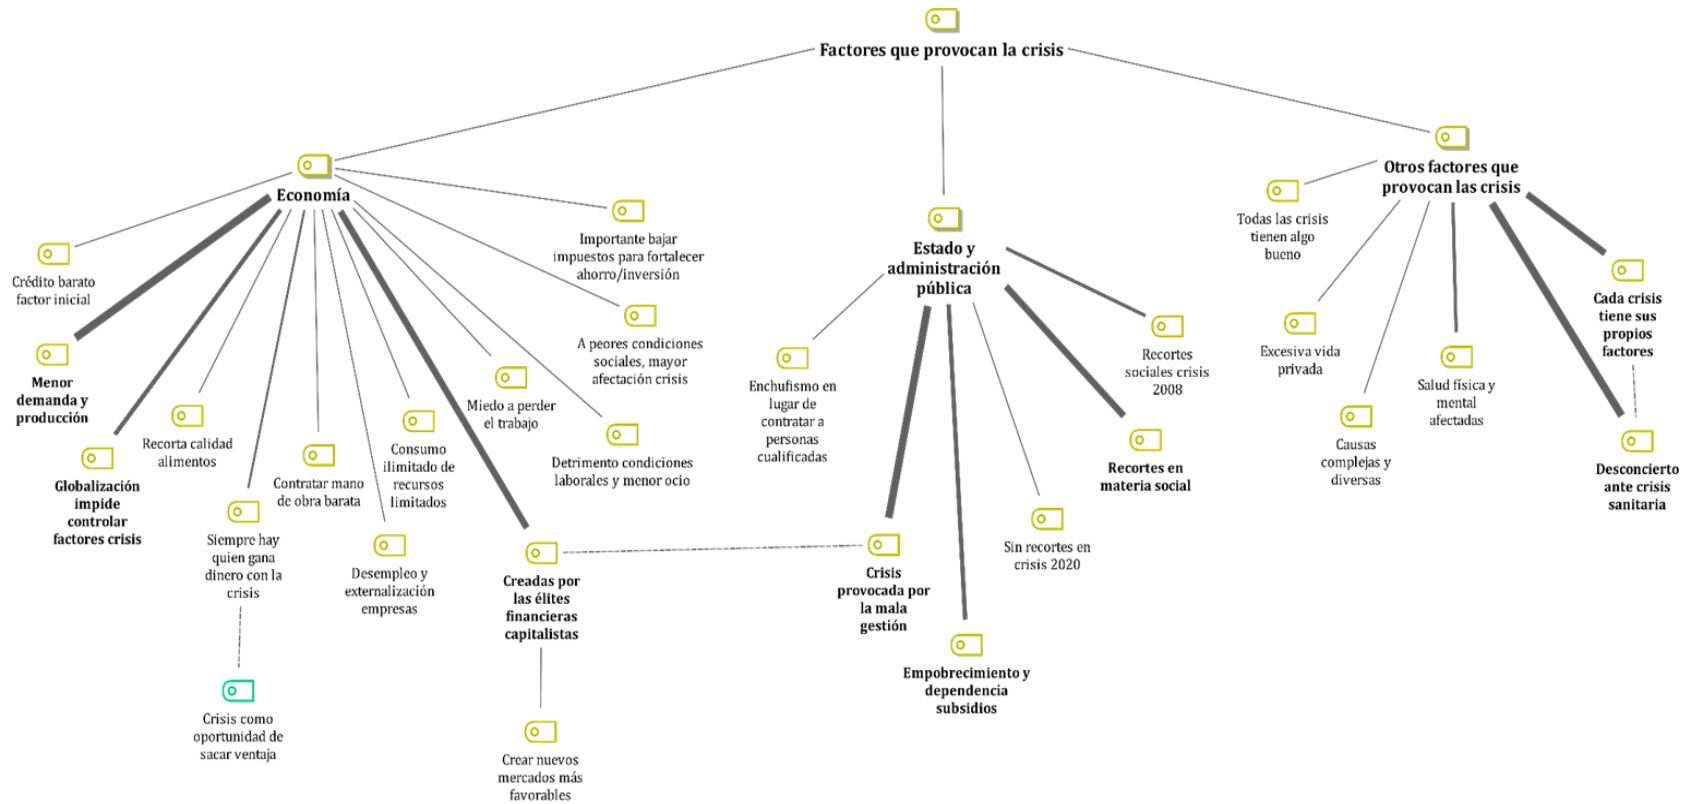 Factores que provocan la crisis
Economía
Crédito barato
factor inicial
Menor
demanda y
producción
Globalización
impide
controlar
factores crisis
Recorta calidad
alimentos
Siempre hay
quien gana
dinero con la
crisis
Crisis como
oportunidad de
sacar ventaja
Contratar mano
de obra barata
Desempleo y
externalización
empresas
Consumo
ilimitado de
recursos
limitados
Creadas por
las élites
financieras
capitalistas
Crear nuevos
mercados más
favorables
Miedo a perder
el trabajo
Detrimento condiciones
laborales y menor ocio
A peores condiciones
sociales, mayor
afectación crisis
Importante bajar
impuestos para fortalecer
ahorro/inversión
Estado y
administración
pública
Enchufismo en
lugar de
contratar a
personas
cualificadas
Crisis
provocada por
la mala
gestión
Empobrecimiento y
dependencia
subsidios
Sin recortes en
crisis 2020
Recortes en
materia social
Recortes
sociales crisis
2008
Otros factores que
provocan las crisis
Todas las crisis
tienen algo
bueno
Excesiva vida
privada
Causas
complejas y
diversas
Salud física y
mental
afectadas
Cada crisis
tiene sus
propios
factores
Desconcierto
ante crisis
sanitaria